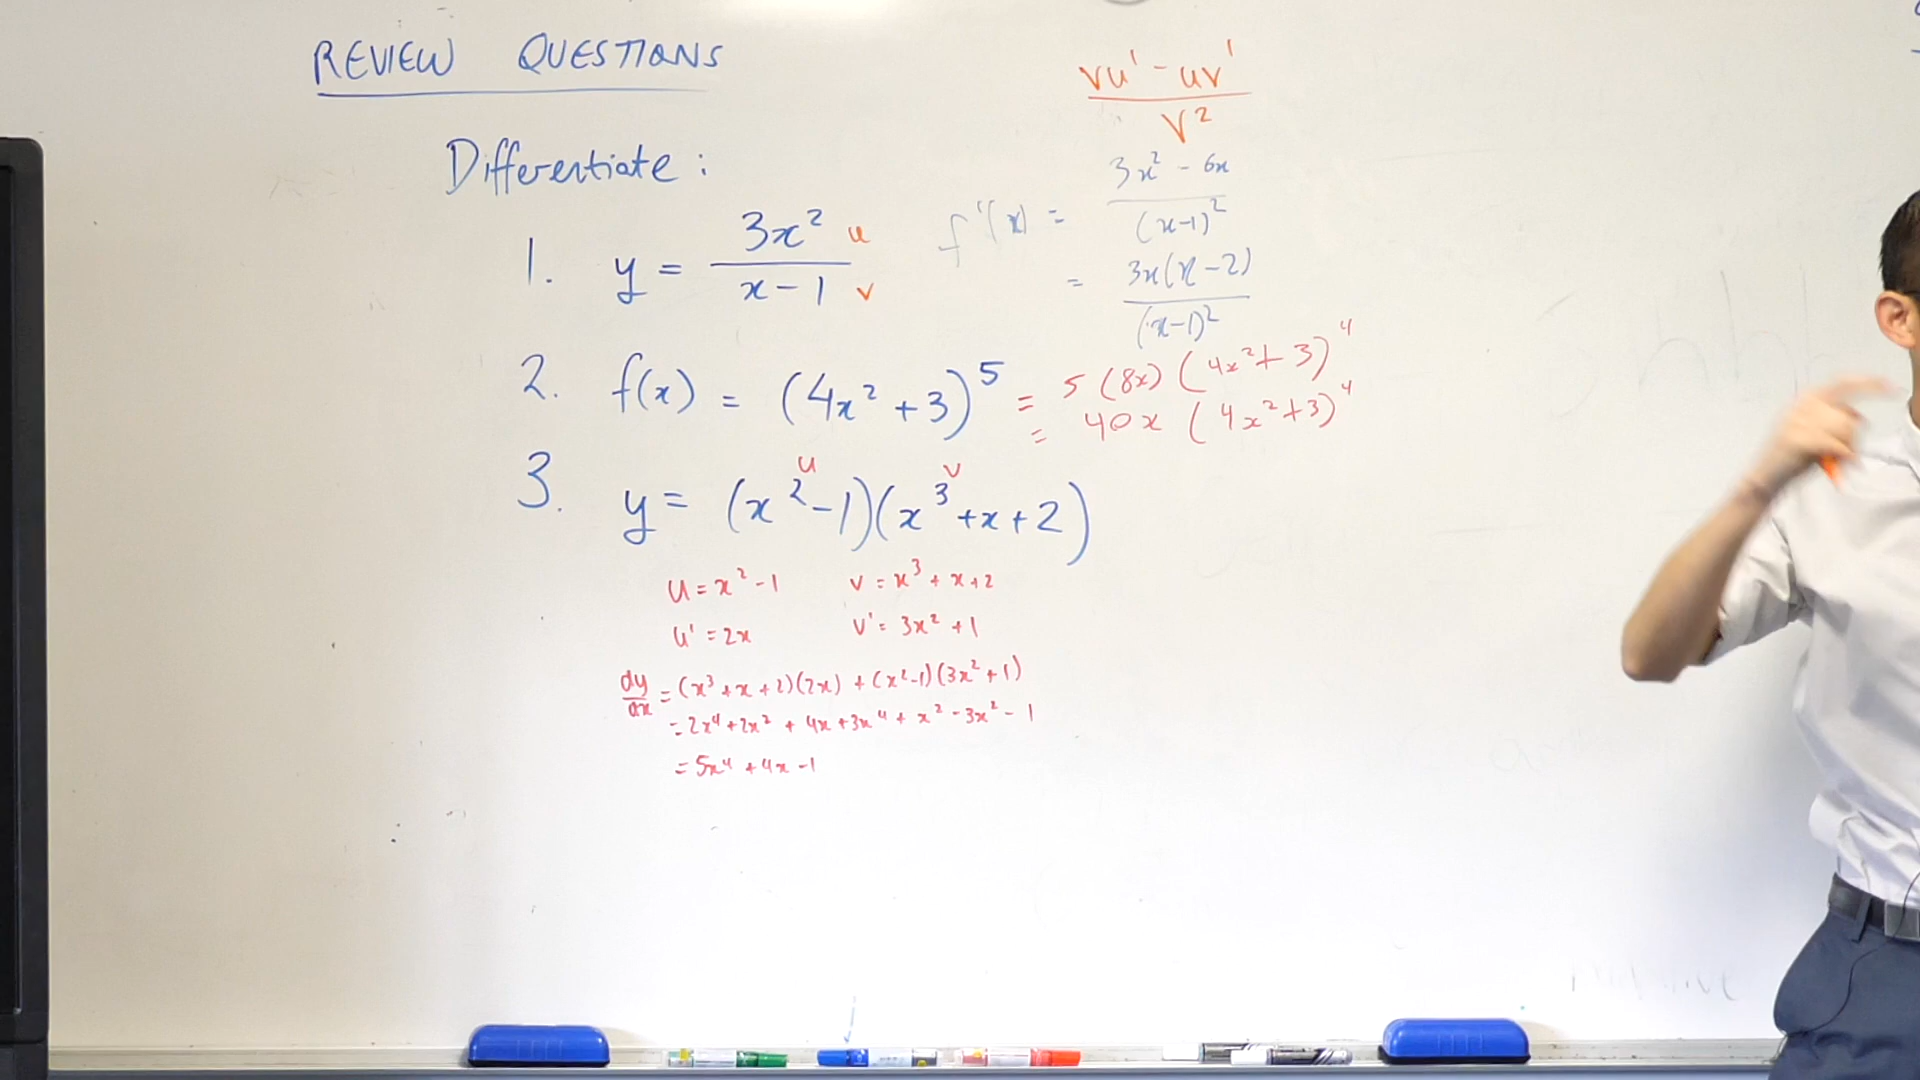 REVIEW QUESTIONS
Differentiate :
vu' - uv'
v²
1. y = 3x² u
x - 1 v
f'(x) = 3x² - 6x
(x-1)²
= 3x(x-2)
(x-1)²
2. f(x) = (4x² + 3)⁵ = 5 (8x) (4x² + 3)⁴
= 40x (4x² + 3)⁴
u v
3. y = (x² - 1)(x³ + x + 2)
u = x² - 1 v = x³ + x + 2
u' = 2x v' = 3x² + 1
dy/dx = (x³ + x + 2)(2x) + (x² - 1)(3x² + 1)
= 2x⁴ + 2x² + 4x + 3x⁴ + x² - 3x² - 1
= 5x⁴ + 4x - 1